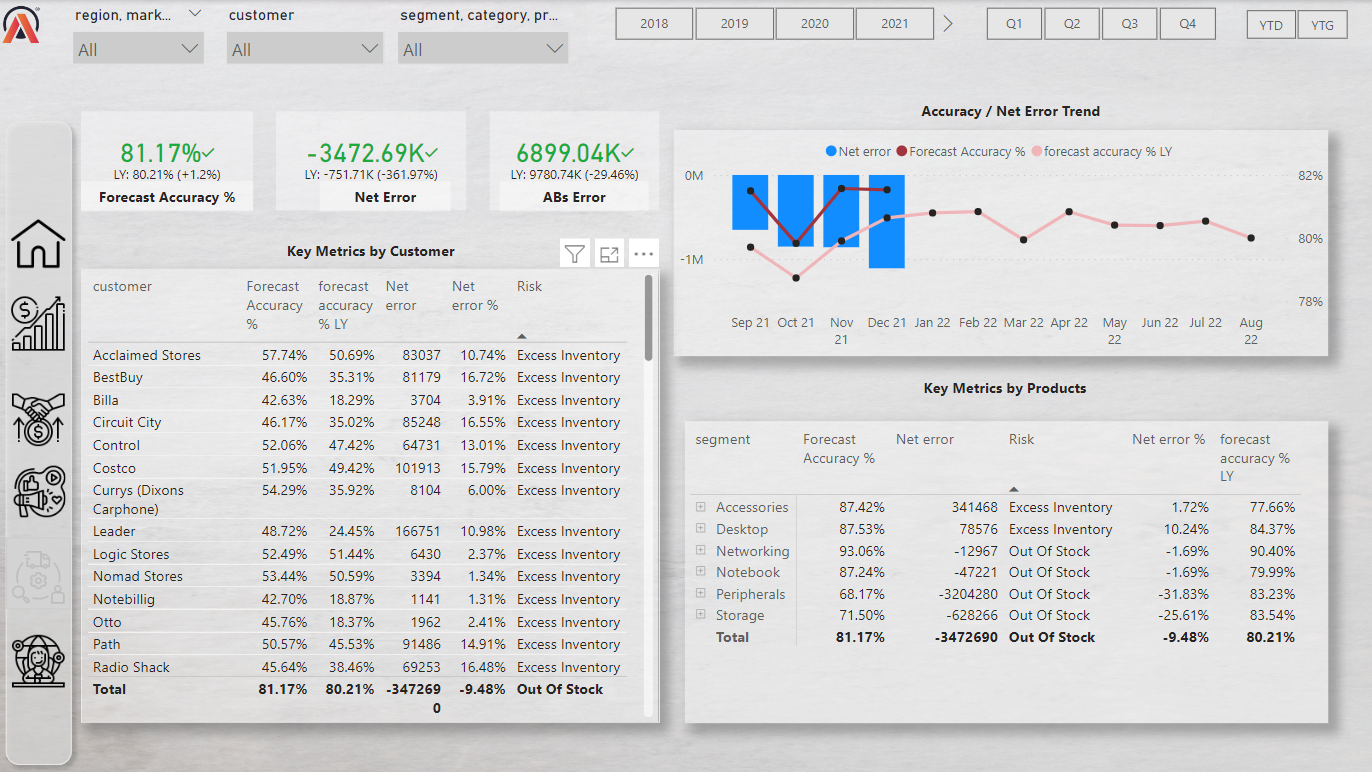 region, mark...
customer
segment, category, pr...
All
All
All
2018 2019 2020 2021
Q1 Q2 Q3 Q4
YTD YTG
81.17%
LY: 80.21% (+1.2%)
Forecast Accuracy %
-3472.69K
LY: -751.71K (-361.97%)
Net Error
6899.04K
LY: 9780.74K (-29.46%)
ABs Error
Accuracy / Net Error Trend
Net error Forecast Accuracy % forecast accuracy % LY
0M
-1M
82%
80%
78%
Sep 21 Oct 21 Nov 21 Dec 21 Jan 22 Feb 22 Mar 22 Apr 22 May 22 Jun 22 Jul 22 Aug 22
Key Metrics by Customer
customer Forecast Accuracy % forecast accuracy % LY Net error Net error % Risk
Acclaimed Stores 57.74% 50.69% 83037 10.74% Excess Inventory
BestBuy 46.60% 35.31% 81179 16.72% Excess Inventory
Billa 42.63% 18.29% 3704 3.91% Excess Inventory
Circuit City 46.17% 35.02% 85248 16.55% Excess Inventory
Control 52.06% 47.42% 64731 13.01% Excess Inventory
Costco 51.95% 49.42% 101913 15.79% Excess Inventory
Currys (Dixons Carphone) 54.29% 35.92% 8104 6.00% Excess Inventory
Leader 48.72% 24.45% 166751 10.98% Excess Inventory
Logic Stores 52.49% 51.44% 6430 2.37% Excess Inventory
Nomad Stores 53.44% 50.59% 3394 1.34% Excess Inventory
Notebillig 42.70% 18.87% 1141 1.31% Excess Inventory
Otto 45.76% 18.37% 1962 2.41% Excess Inventory
Path 50.57% 45.53% 91486 14.91% Excess Inventory
Radio Shack 45.64% 38.46% 69253 16.48% Excess Inventory
Total 81.17% 80.21% -3472690 -9.48% Out Of Stock
Key Metrics by Products
segment Forecast Accuracy % Net error Risk Net error % forecast accuracy % LY
Accessories 87.42% 341468 Excess Inventory 1.72% 77.66%
Desktop 87.53% 78576 Excess Inventory 10.24% 84.37%
Networking 93.06% -12967 Out Of Stock -1.69% 90.40%
Notebook 87.24% -47221 Out Of Stock -1.69% 79.99%
Peripherals 68.17% -3204280 Out Of Stock -31.83% 83.23%
Storage 71.50% -628266 Out Of Stock -25.61% 83.54%
Total 81.17% -3472690 Out Of Stock -9.48% 80.21%